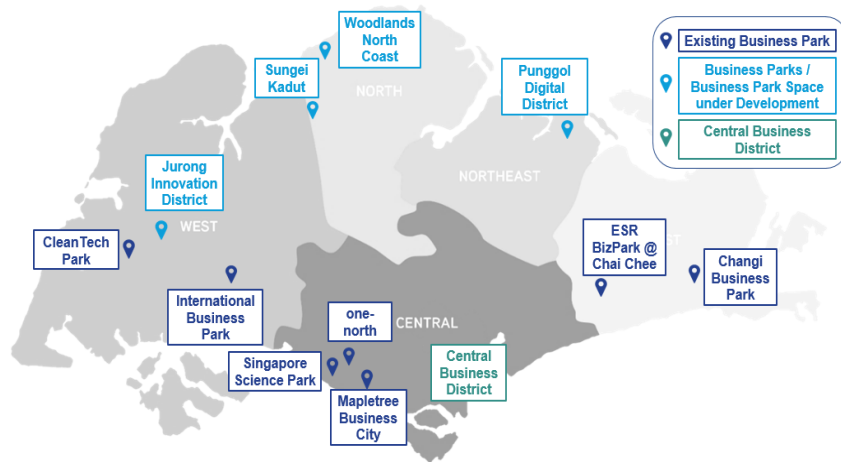 Woodlands
North
Coast
Sungei
Kadut
NORTH
Punggol
Digital
District
Existing Business Park
Business Parks /
Business Park Space
under Development
Central Business
District
Jurong
Innovation
District
WEST
NORTHEAST
CleanTech
Park
International
Business
Park
ESR
BizPark @
Chai Chee
ST
Changi
Business
Park
one-
north
CENTRAL
Singapore
Science Park
Central
Business
District
Mapletree
Business
City